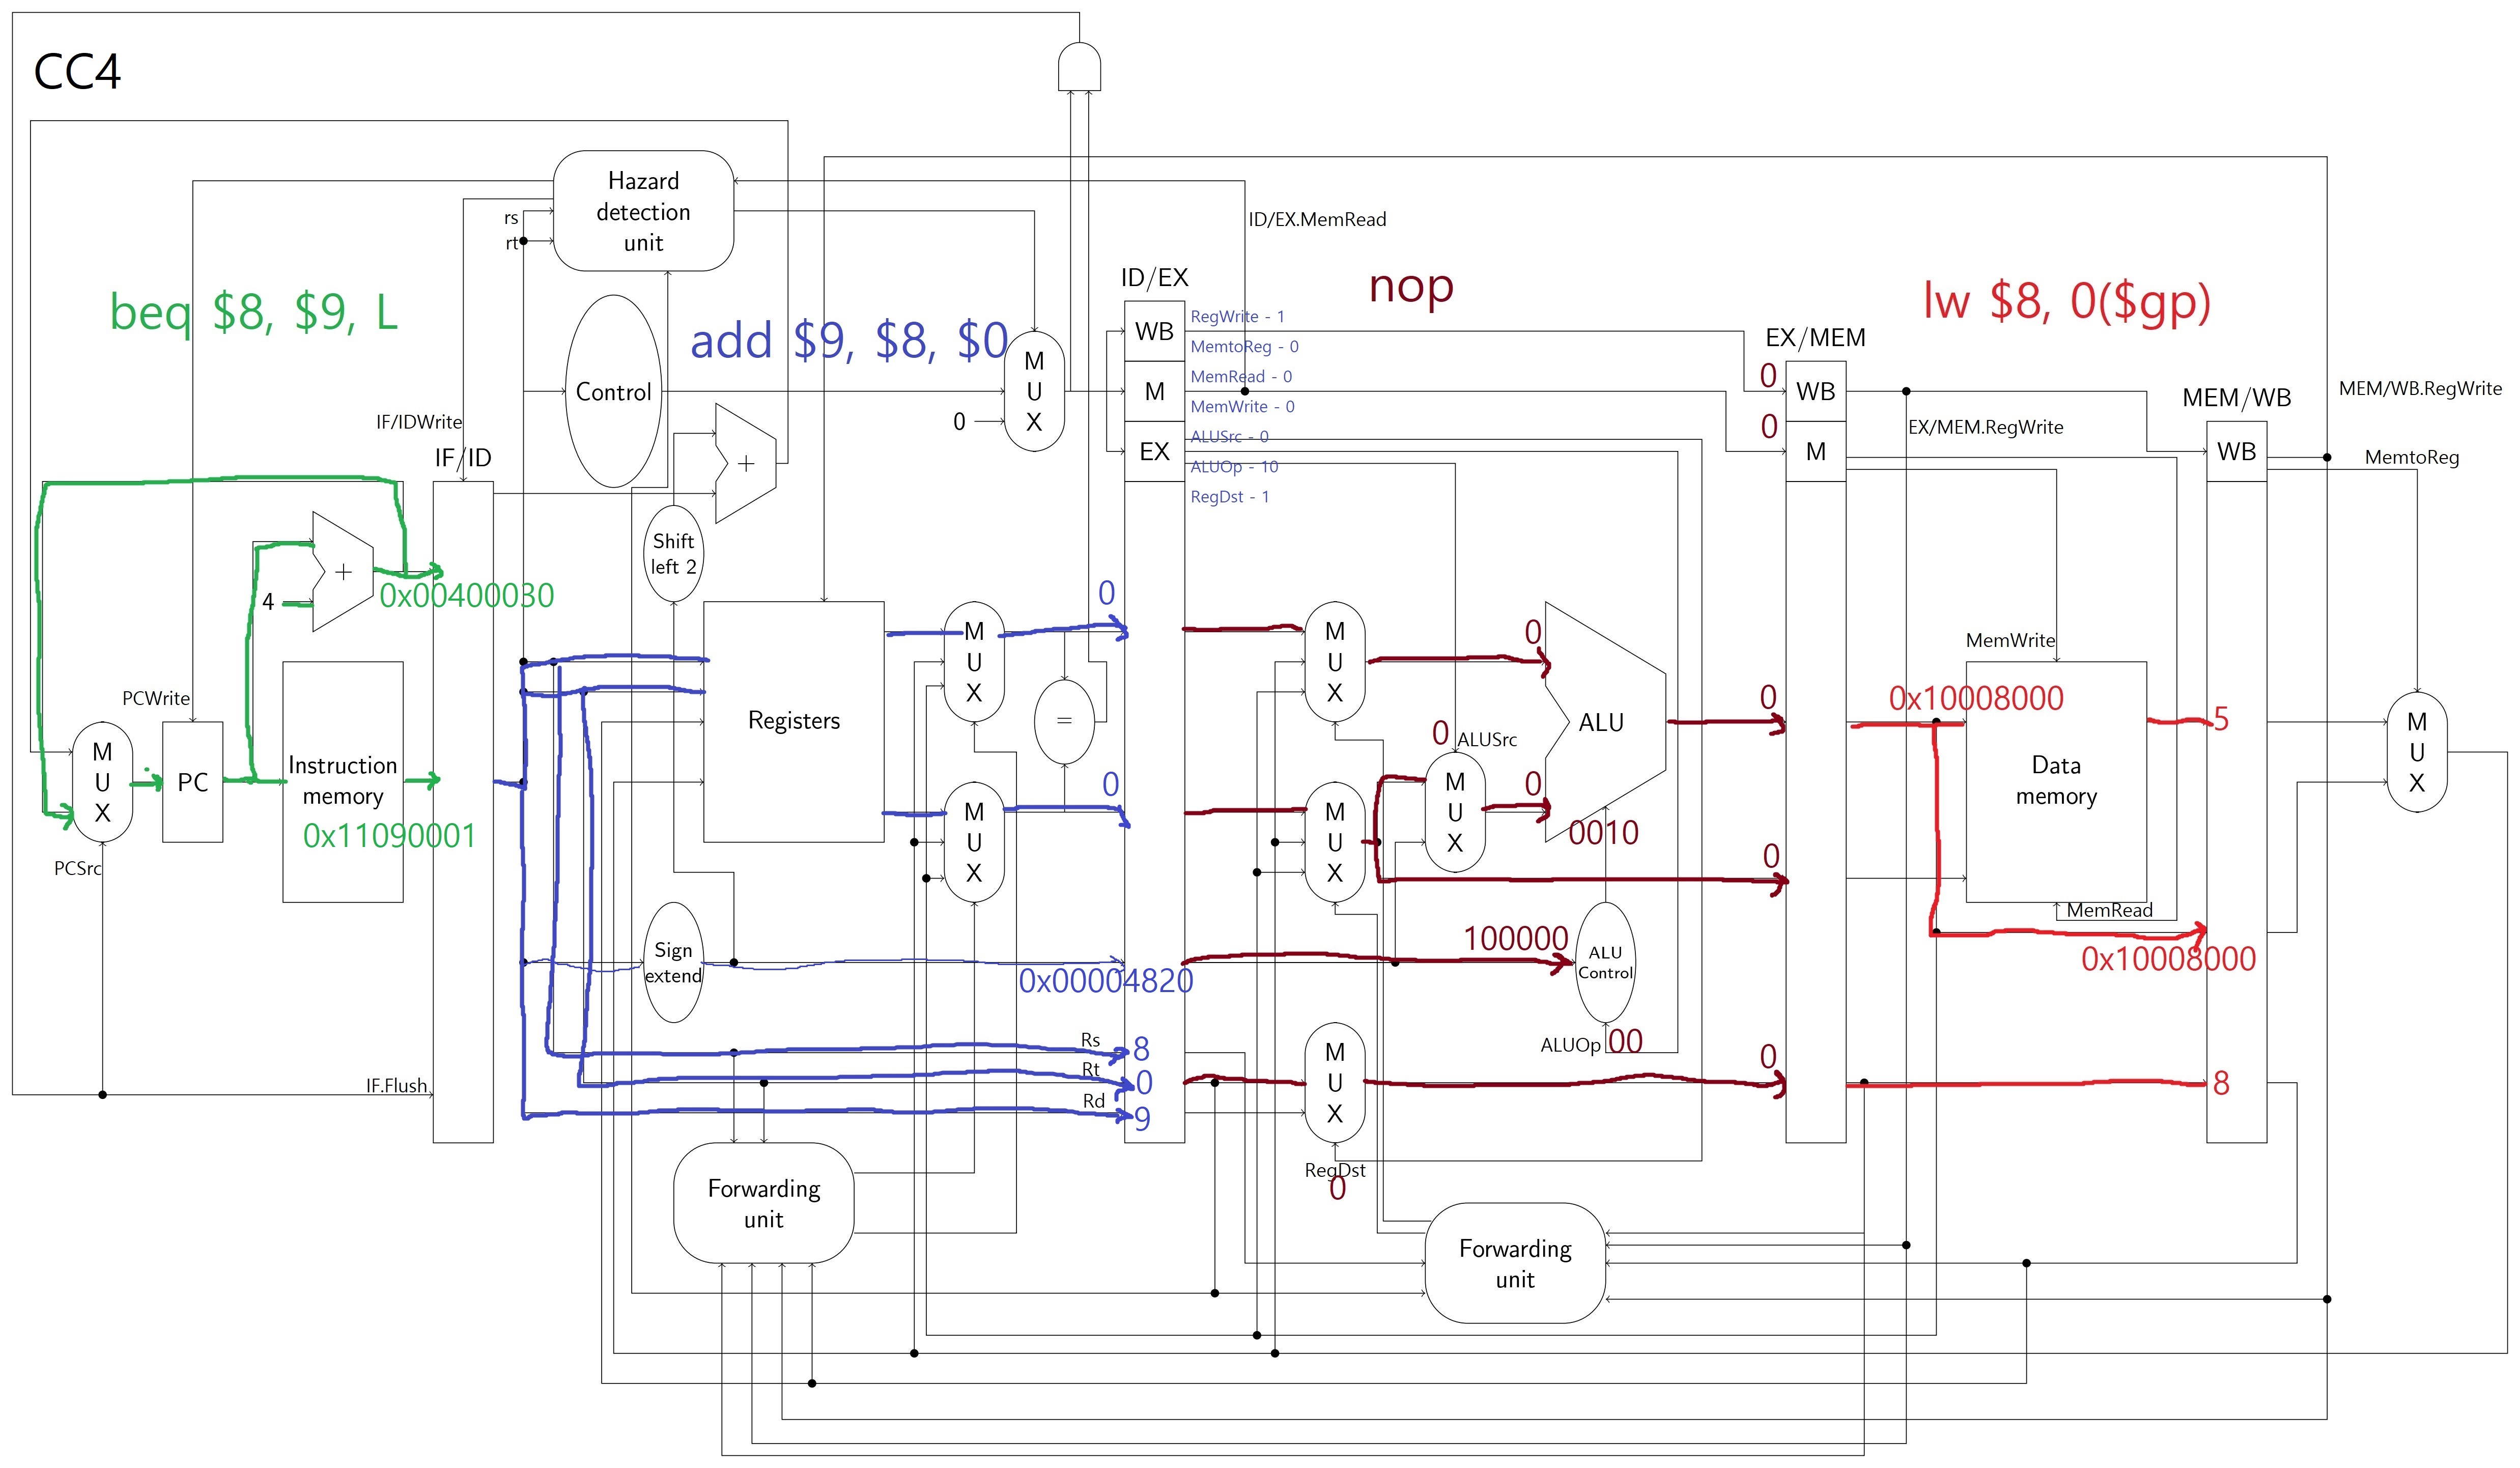 CC4
Hazard
detection
unit
rs
rt
ID/EX.MemRead
ID/EX
nop
lw $8, 0($gp)
beq $8, $9, L
add $9, $8, $0
Control
M
U
X
0
WB
M
EX
RegWrite - 1
MemtoReg - 0
MemRead - 0
MemWrite - 0
ALUSrc - 0
ALUOp - 10
RegDst - 1
EX/MEM
0
WB
0
M
EX/MEM.RegWrite
MEM/WB
WB
MEM/WB.RegWrite
MemtoReg
IF/IDWrite
IF/ID
+
Shift
left 2
+
4
0x00400030
PCWrite
M
U
X
PC
Instruction
memory
0x11090001
PCSrc
IF.Flush
Registers
M
U
X
0
=
M
U
X
0
Sign
extend
0x00004820
Rs
8
Rt
0
Rd
9
Forwarding
unit
M
U
X
M
U
X
0
ALUSrc
M
U
X
0
0
ALU
0010
0
0
100000
ALU
Control
ALUOp
00
M
U
X
0
RegDst
0
Forwarding
unit
MemWrite
0x10008000
Data
memory
5
MemRead
0x10008000
8
M
U
X